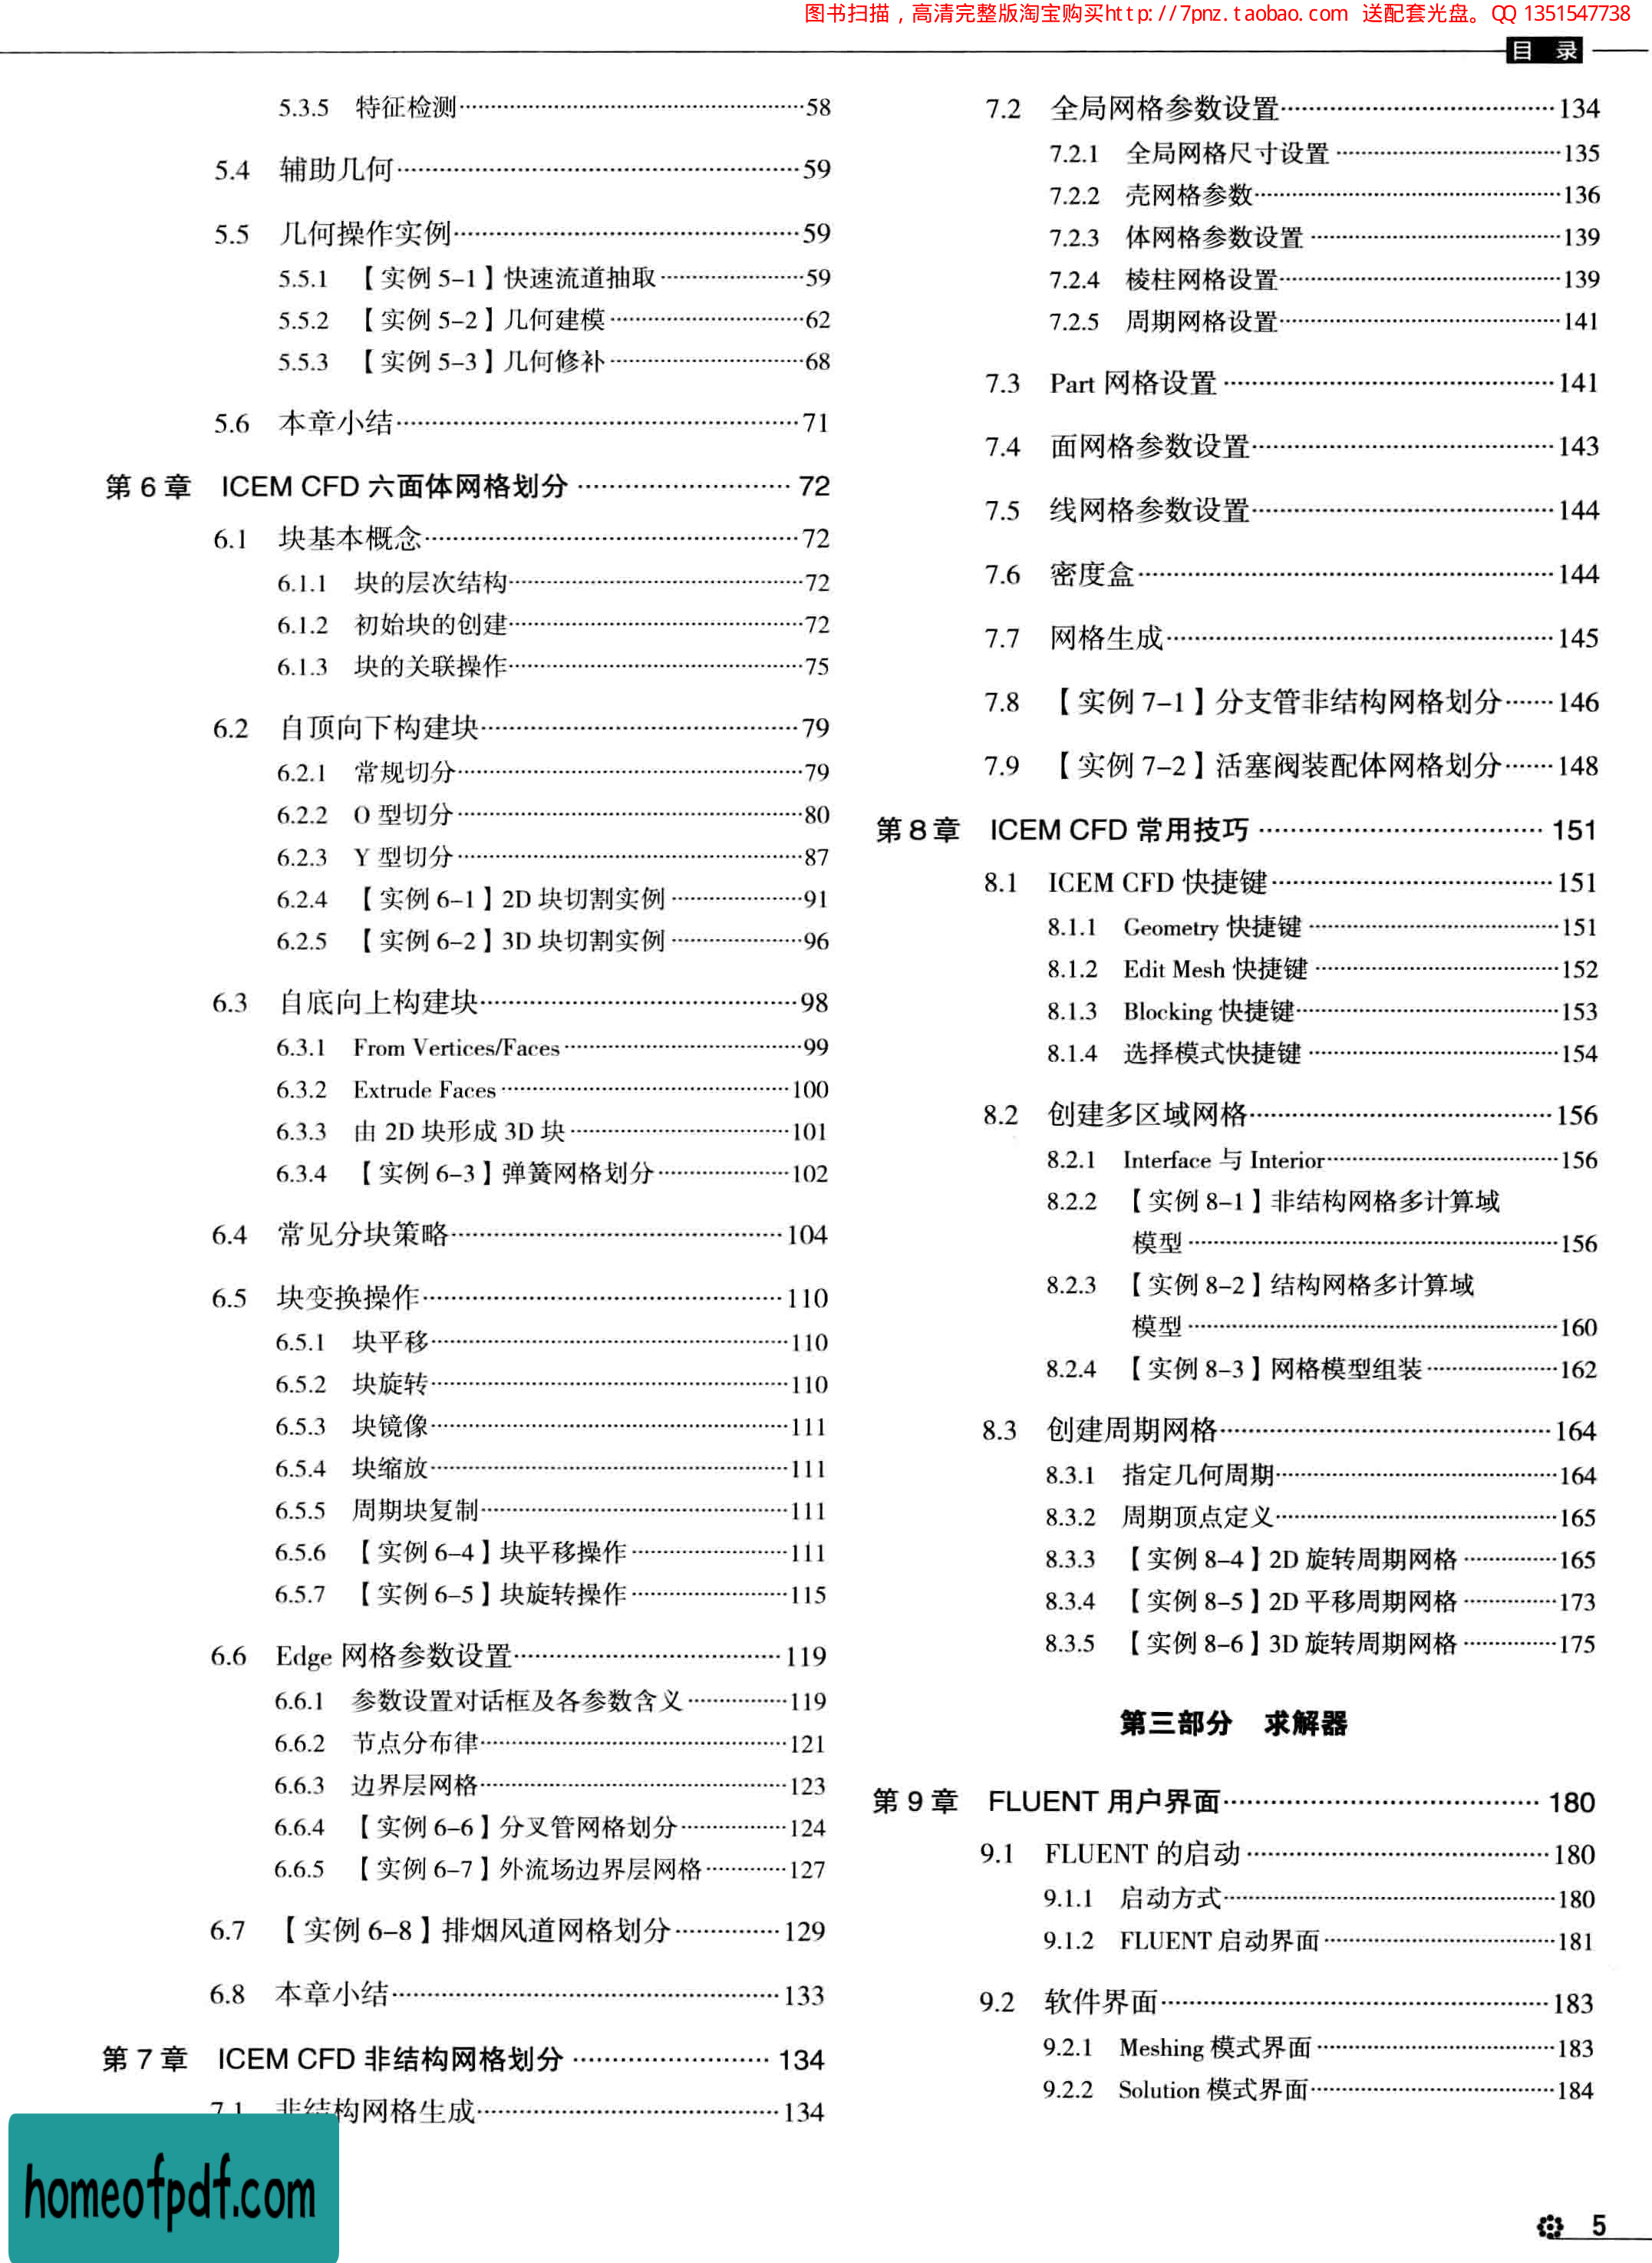 图书扫描，高清完整版淘宝购买http://7pnz.taobao.com 送配套光盘。QQ 1351547738
目 录
5.3.5 特征检测…58
5.4 辅助几何…59
5.5 几何操作实例…59
5.5.1 【实例 5-1】快速流道抽取…59
5.5.2 【实例 5-2】几何建模…62
5.5.3 【实例 5-3】几何修补…68
5.6 本章小结…71
第 6 章 ICEM CFD 六面体网格划分…72
6.1 块基本概念…72
6.1.1 块的层次结构…72
6.1.2 初始块的创建…72
6.1.3 块的关联操作…75
6.2 自顶向下构建块…79
6.2.1 常规切分…79
6.2.2 O 型切分…80
6.2.3 Y 型切分…87
6.2.4 【实例 6-1】2D 块切割实例…91
6.2.5 【实例 6-2】3D 块切割实例…96
6.3 自底向上构建块…98
6.3.1 From Vertices/Faces…99
6.3.2 Extrude Faces…100
6.3.3 由 2D 块形成 3D 块…101
6.3.4 【实例 6-3】弹簧网格划分…102
6.4 常见分块策略…104
6.5 块变换操作…110
6.5.1 块平移…110
6.5.2 块旋转…110
6.5.3 块镜像…111
6.5.4 块缩放…111
6.5.5 周期块复制…111
6.5.6 【实例 6-4】块平移操作…111
6.5.7 【实例 6-5】块旋转操作…115
6.6 Edge 网格参数设置…119
6.6.1 参数设置对话框及各参数含义…119
6.6.2 节点分布律…121
6.6.3 边界层网格…123
6.6.4 【实例 6-6】分叉管网格划分…124
6.6.5 【实例 6-7】外流场边界层网格…127
6.7 【实例 6-8】排烟风道网格划分…129
6.8 本章小结…133
第 7 章 ICEM CFD 非结构网格划分…134
7.1 非结构网格生成…134
7.2 全局网格参数设置…134
7.2.1 全局网格尺寸设置…135
7.2.2 壳网格参数…136
7.2.3 体网格参数设置…139
7.2.4 棱柱网格设置…139
7.2.5 周期网格设置…141
7.3 Part 网格设置…141
7.4 面网格参数设置…143
7.5 线网格参数设置…144
7.6 密度盒…144
7.7 网格生成…145
7.8 【实例 7-1】分支管非结构网格划分…146
7.9 【实例 7-2】活塞阀装配体网格划分…148
第 8 章 ICEM CFD 常用技巧…151
8.1 ICEM CFD 快捷键…151
8.1.1 Geometry 快捷键…151
8.1.2 Edit Mesh 快捷键…152
8.1.3 Blocking 快捷键…153
8.1.4 选择模式快捷键…154
8.2 创建多区域网格…156
8.2.1 Interface 与 Interior…156
8.2.2 【实例 8-1】非结构网格多计算域
模型…156
8.2.3 【实例 8-2】结构网格多计算域
模型…160
8.2.4 【实例 8-3】网格模型组装…162
8.3 创建周期网格…164
8.3.1 指定几何周期…164
8.3.2 周期顶点定义…165
8.3.3 【实例 8-4】2D 旋转周期网格…165
8.3.4 【实例 8-5】2D 平移周期网格…173
8.3.5 【实例 8-6】3D 旋转周期网格…175
第三部分 求解器
第 9 章 FLUENT 用户界面…180
9.1 FLUENT 的启动…180
9.1.1 启动方式…180
9.1.2 FLUENT 启动界面…181
9.2 软件界面…183
9.2.1 Meshing 模式界面…183
9.2.2 Solution 模式界面…184
homeofpdf.com
5